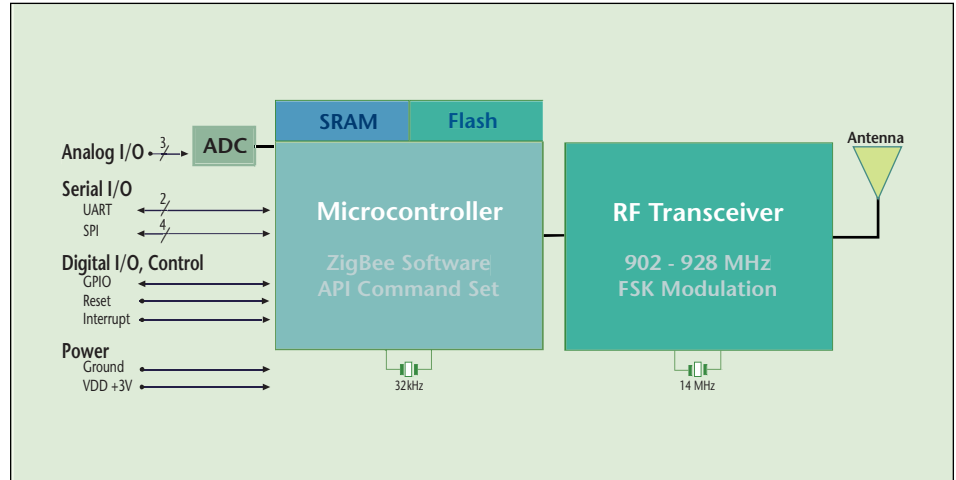 SRAM
Flash
Analog I/O
3
ADC
Antenna
Serial I/O
UART
2
SPI
4
Microcontroller
ZigBee Software
API Command Set
RF Transceiver
902 - 928 MHz
FSK Modulation
Digital I/O, Control
GPIO
Reset
Interrupt
Power
Ground
VDD +3V
32kHz
14 MHz